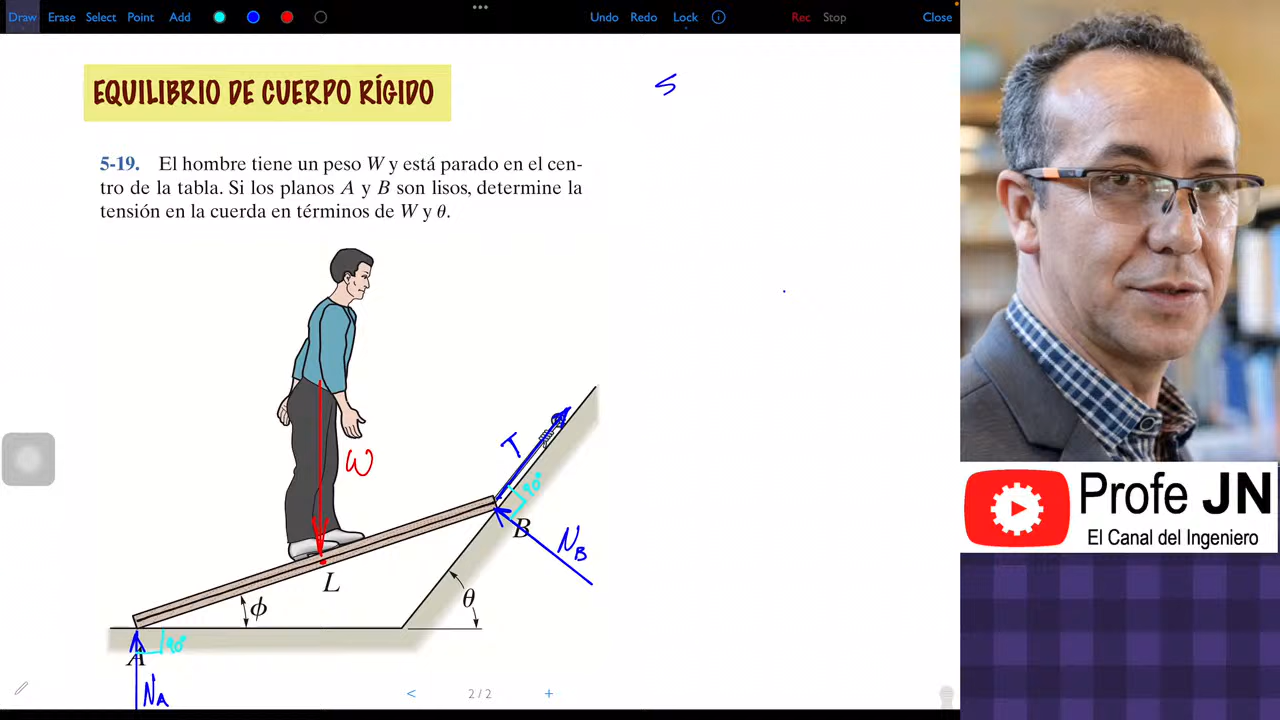 Draw Erase Select Point Add Undo Redo Lock Rec Stop Close
EQUILIBRIO DE CUERPO RÍGIDO
S
5-19. El hombre tiene un peso W y está parado en el cen-
tro de la tabla. Si los planos A y B son lisos, determine la
tensión en la cuerda en términos de W y θ.
T
W
90°
B
N_B
L
ϕ
θ
90°
A
N_A
< 2/2 +
Profe JN
El Canal del Ingeniero